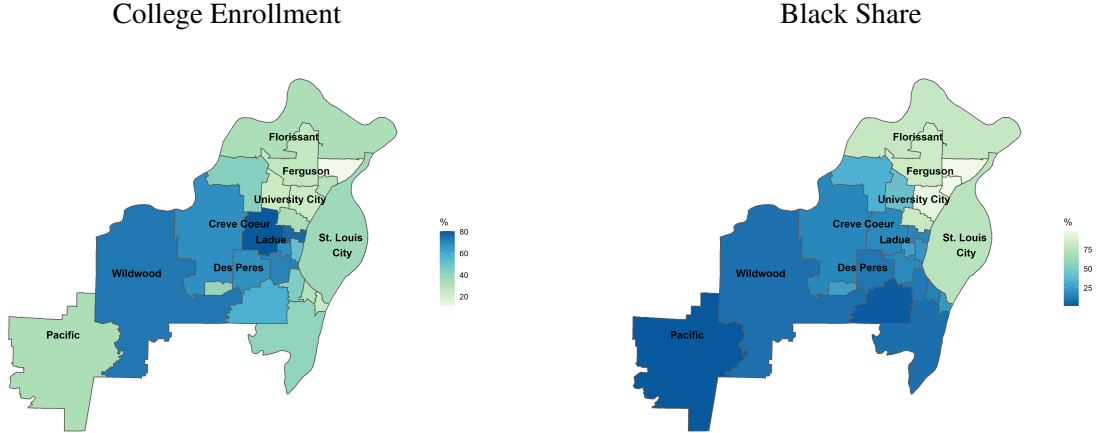 College Enrollment
Black Share
Florissant
Ferguson
University City
Creve Coeur
Ladue
St. Louis
City
Des Peres
Wildwood
Pacific
%
80
60
40
20
Florissant
Ferguson
University City
Creve Coeur
Ladue
St. Louis
City
Des Peres
Wildwood
Pacific
%
75
50
25